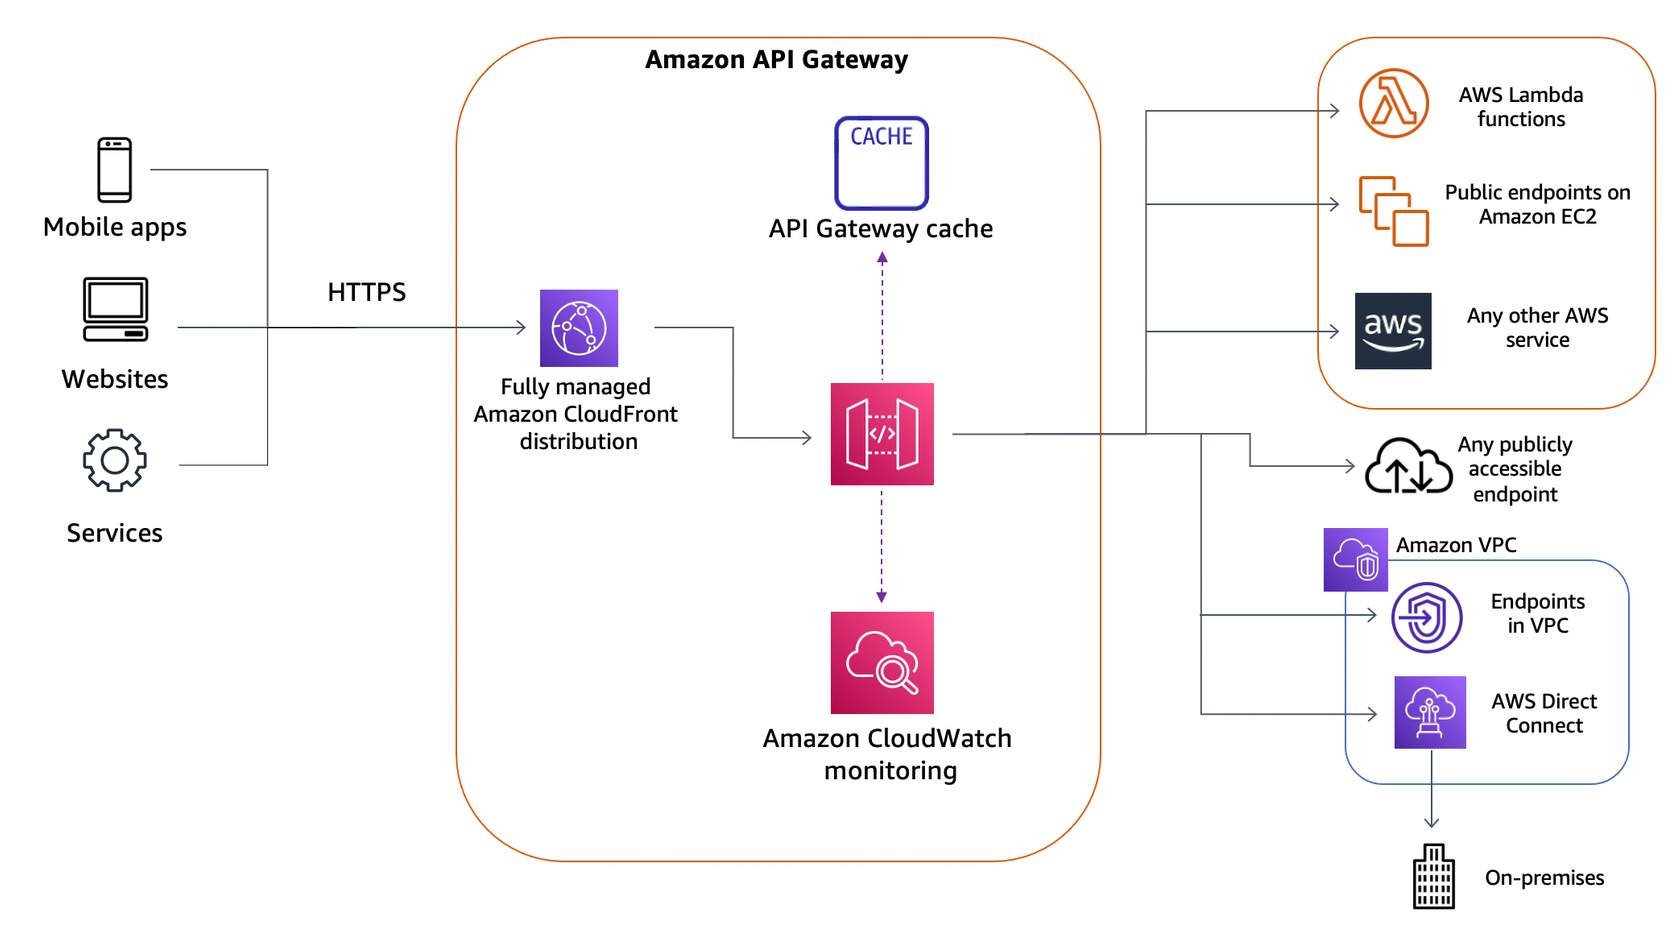 Amazon API Gateway
CACHE
API Gateway cache
Mobile apps
Websites
Services
HTTPS
Fully managed
Amazon CloudFront
distribution
</>
Amazon CloudWatch
monitoring
AWS Lambda
functions
Public endpoints on
Amazon EC2
aws
Any other AWS
service
Any publicly
accessible
endpoint
Amazon VPC
Endpoints
in VPC
AWS Direct
Connect
On-premises